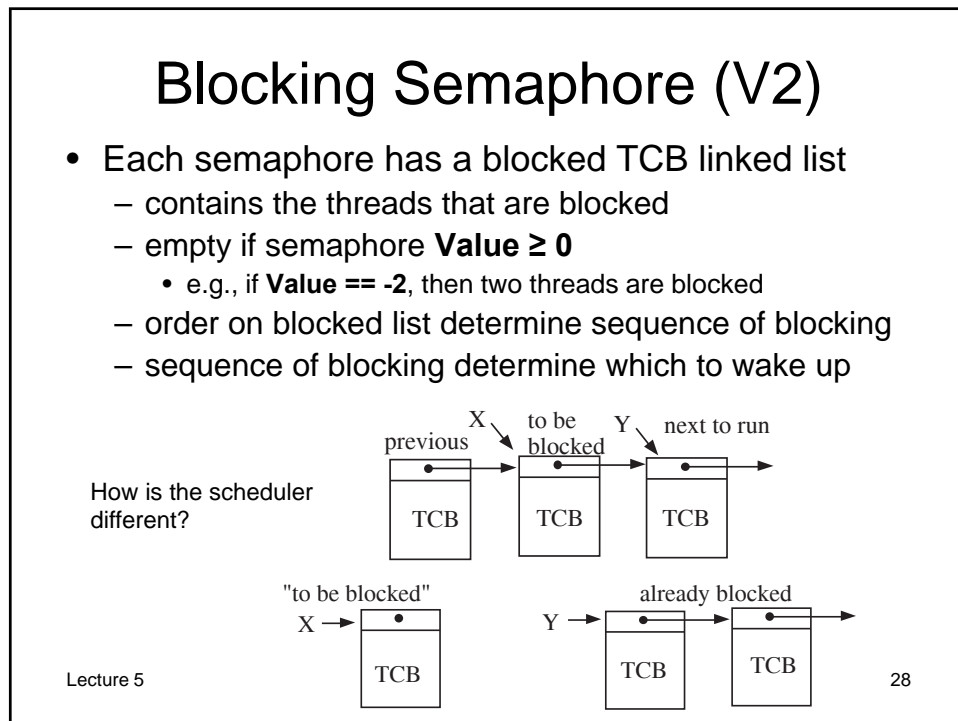 Blocking Semaphore (V2)
• Each semaphore has a blocked TCB linked list
– contains the threads that are blocked
– empty if semaphore Value ≥ 0
• e.g., if Value == -2, then two threads are blocked
– order on blocked list determine sequence of blocking
– sequence of blocking determine which to wake up
previous
X
to be
blocked
Y
next to run
How is the scheduler
different?
TCB
TCB
TCB
"to be blocked"
X
TCB
already blocked
Y
TCB
TCB
Lecture 5
28